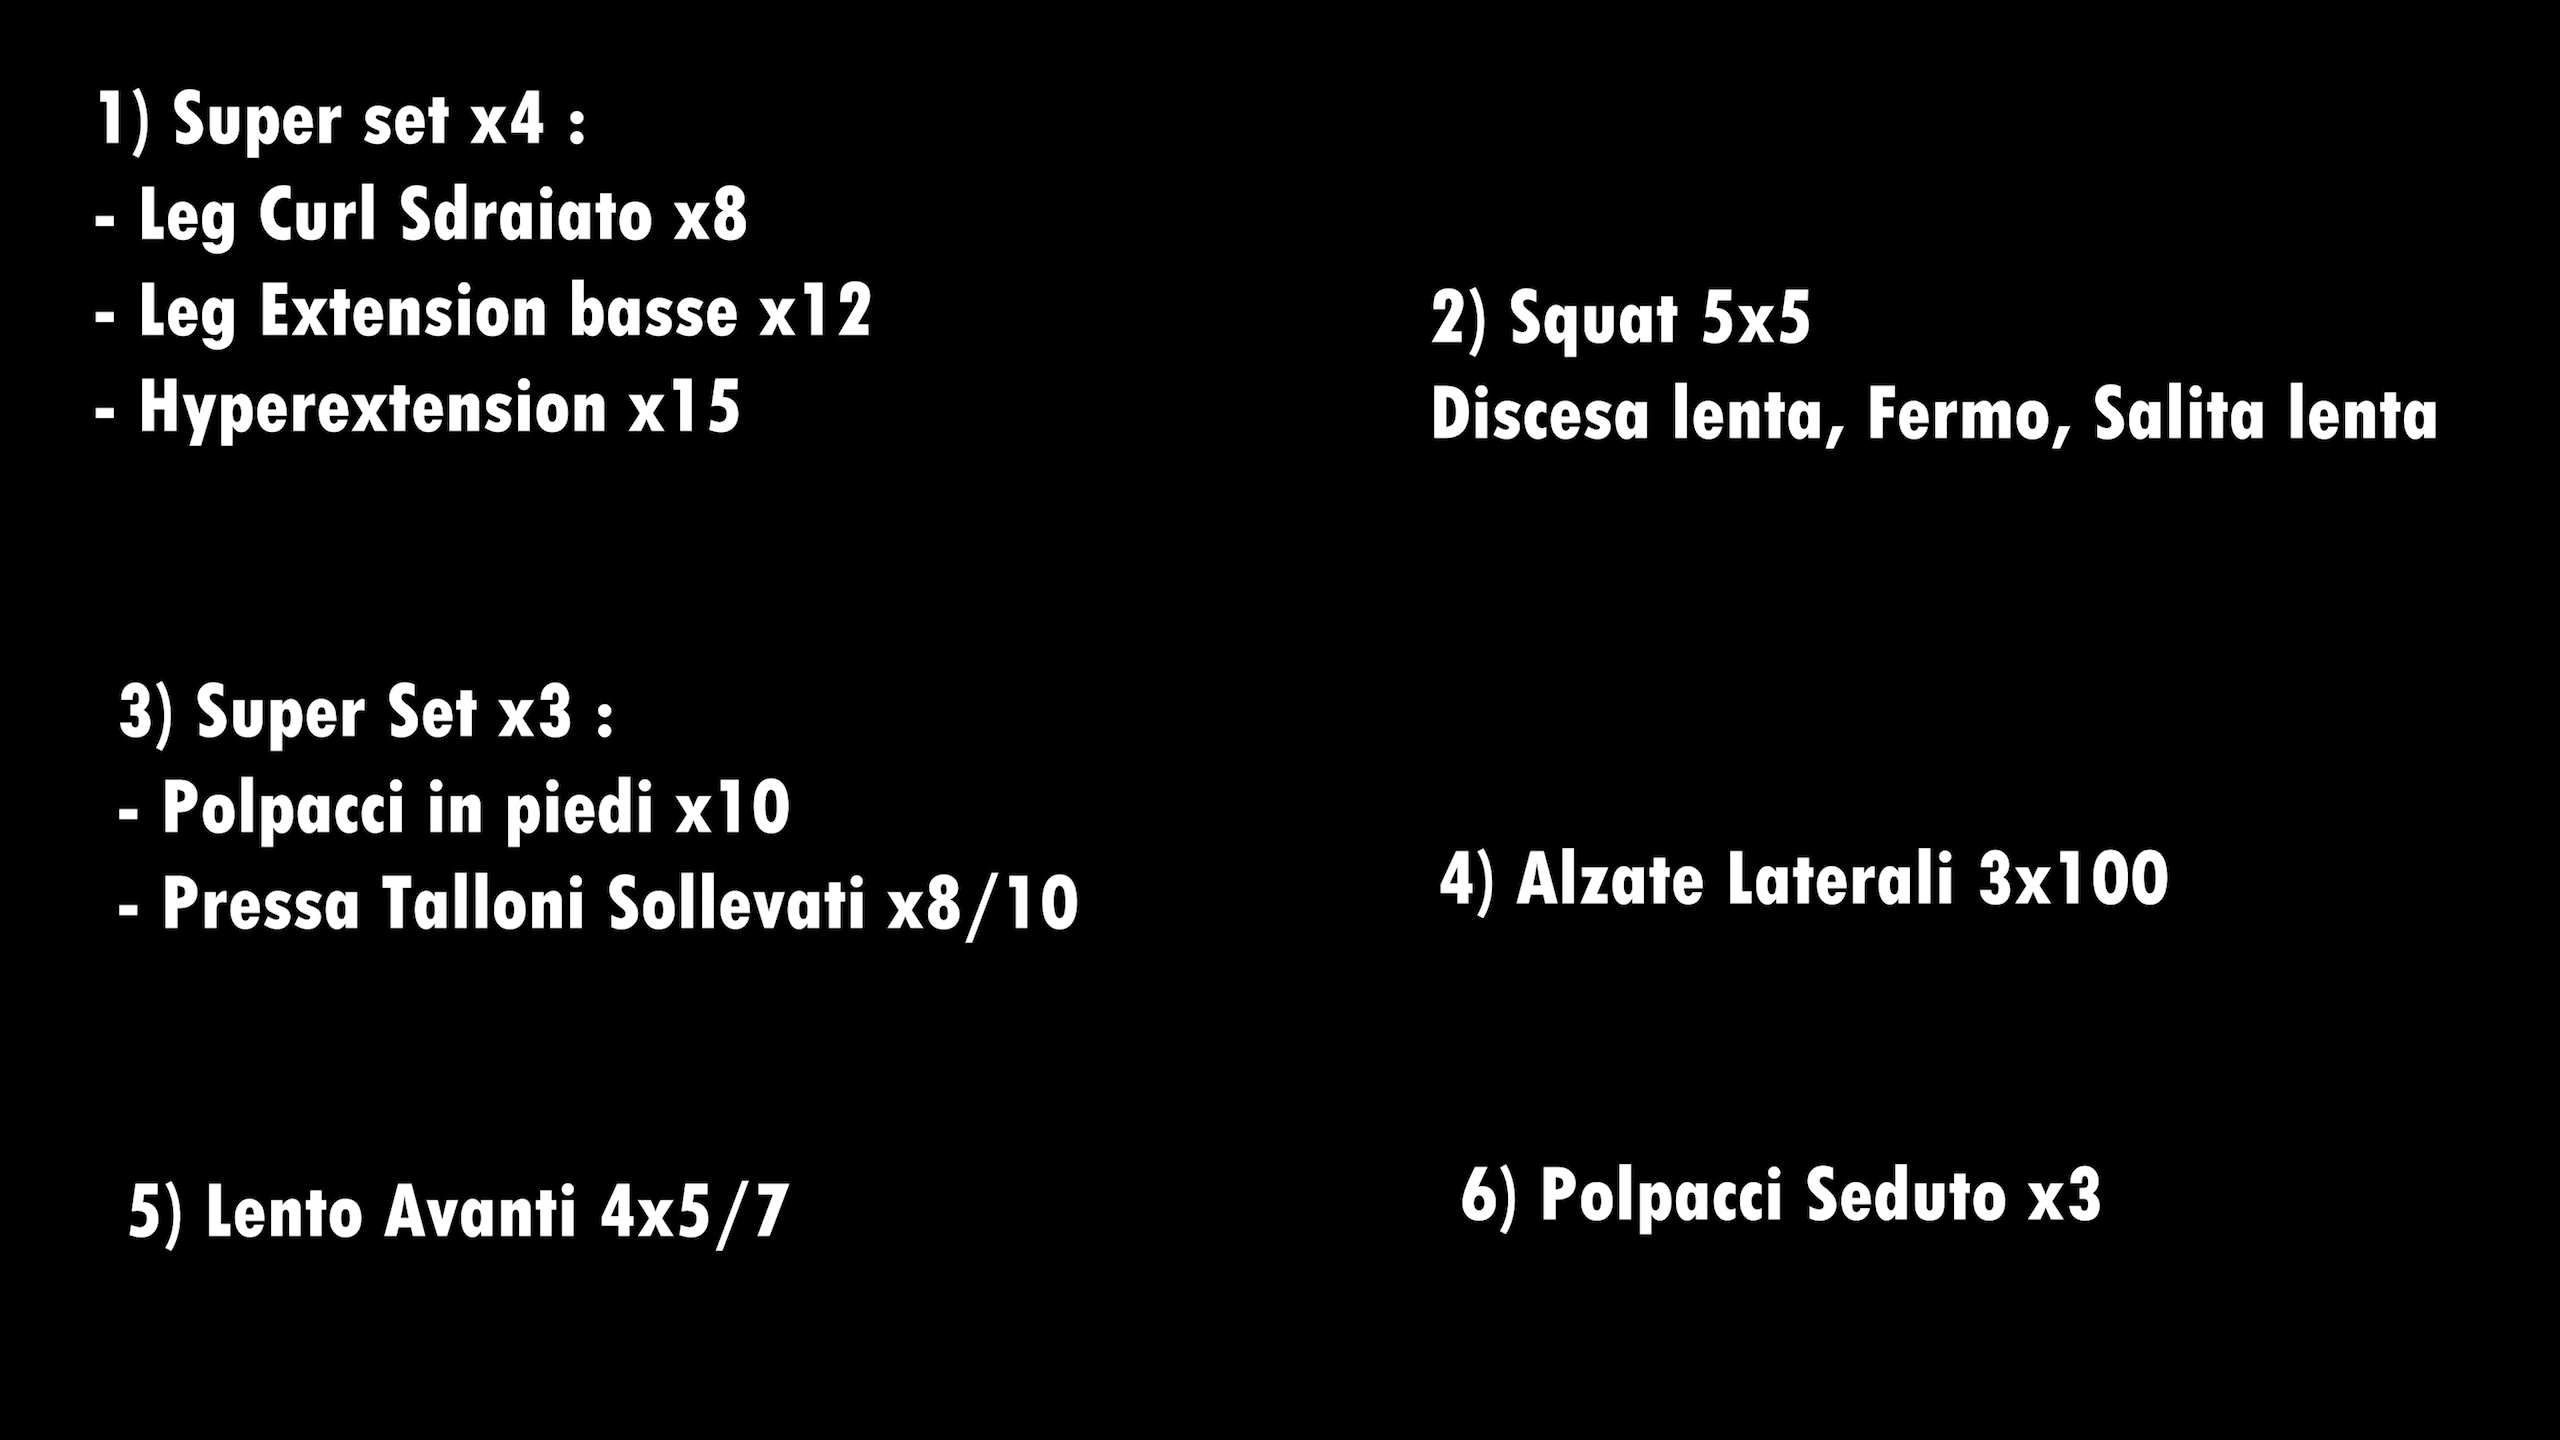 1) Super set x4 :
- Leg Curl Sdraiato x8
- Leg Extension basse x12
- Hyperextension x15
2) Squat 5x5
Discesa lenta, Fermo, Salita lenta
3) Super Set x3 :
- Polpacci in piedi x10
- Pressa Talloni Sollevati x8/10
4) Alzate Laterali 3x100
5) Lento Avanti 4x5/7
6) Polpacci Seduto x3